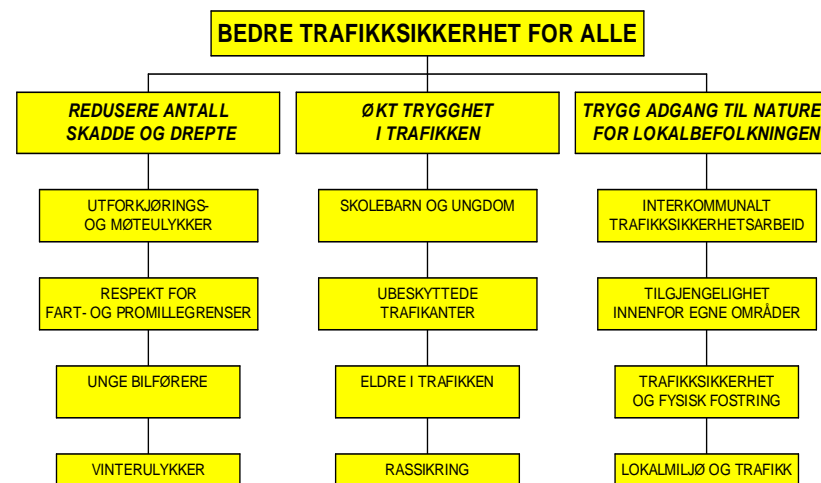 BEDRE TRAFIKKSIKKERHET FOR ALLE
REDUSERE ANTALL
SKADDE OG DREPTE
ØKT TRYGGHET
I TRAFIKKEN
TRYGG ADGANG TIL NATURE
FOR LOKALBEFOLKNINGEN
UTFORKJØRINGS-
OG MØTEULYKKER
SKOLEBARN OG UNGDOM
INTERKOMMUNALT
TRAFIKKSIKKERHETSARBEID
RESPEKT FOR
FART- OG PROMILLEGRENSER
UBESKYTTEDE
TRAFIKANTER
TILGJENGELIGHET
INNENFOR EGNE OMRÅDER
UNGE BILFØRERE
ELDRE I TRAFIKKEN
TRAFIKKSIKKERHET
OG FYSISK FOSTRING
VINTERULYKKER
RASSIKRING
LOKALMILJØ OG TRAFIKK